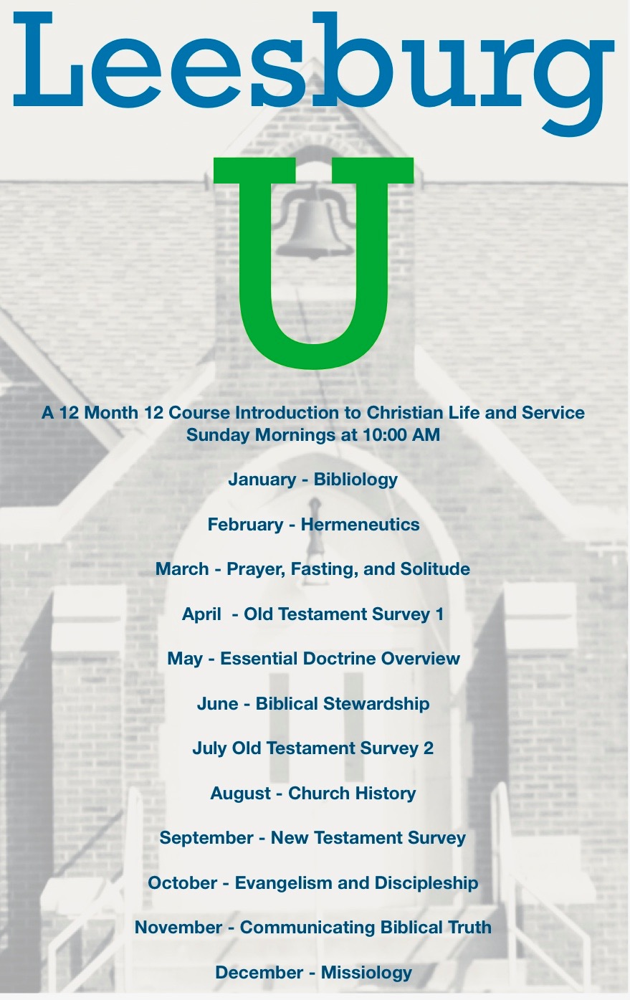 Leesburg
U
A 12 Month 12 Course Introduction to Christian Life and Service
Sunday Mornings at 10:00 AM
January - Bibliology
February - Hermeneutics
March - Prayer, Fasting, and Solitude
April  - Old Testament Survey 1
May - Essential Doctrine Overview
June - Biblical Stewardship
July Old Testament Survey 2
August - Church History
September - New Testament Survey
October - Evangelism and Discipleship
November - Communicating Biblical Truth
December - Missiology